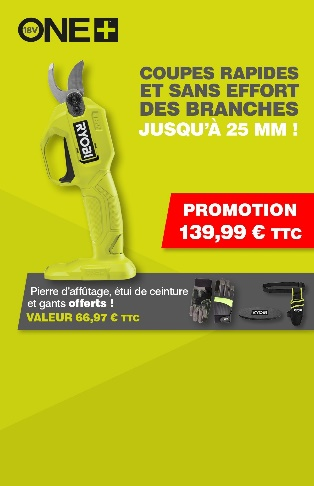 18V ONE+
COUPES RAPIDES
ET SANS EFFORT
DES BRANCHES
JUSQU'À 25 MM !
RYOBI
PROMOTION
139,99 € TTC
Pierre d'affûtage, étui de ceinture
et gants offerts !
VALEUR 66,97 € TTC
RYOBI